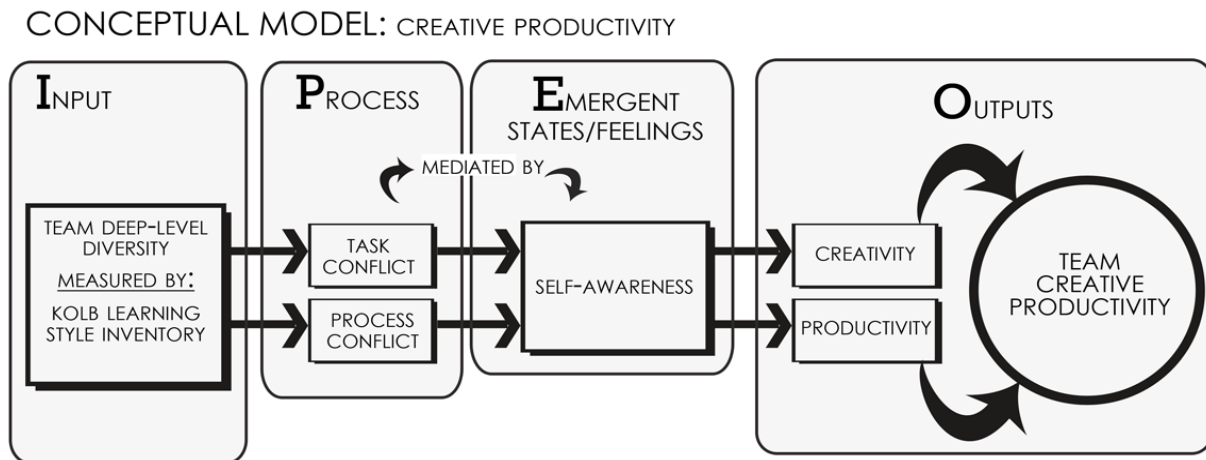 CONCEPTUAL MODEL: CREATIVE PRODUCTIVITY
INPUT
TEAM DEEP-LEVEL
DIVERSITY
MEASURED BY:
KOLB LEARNING
STYLE INVENTORY
PROCESS
TASK
CONFLICT
PROCESS
CONFLICT
MEDIATED BY
EMERGENT
STATES/FEELINGS
SELF-AWARENESS
OUTPUTS
CREATIVITY
PRODUCTIVITY
TEAM
CREATIVE
PRODUCTIVITY